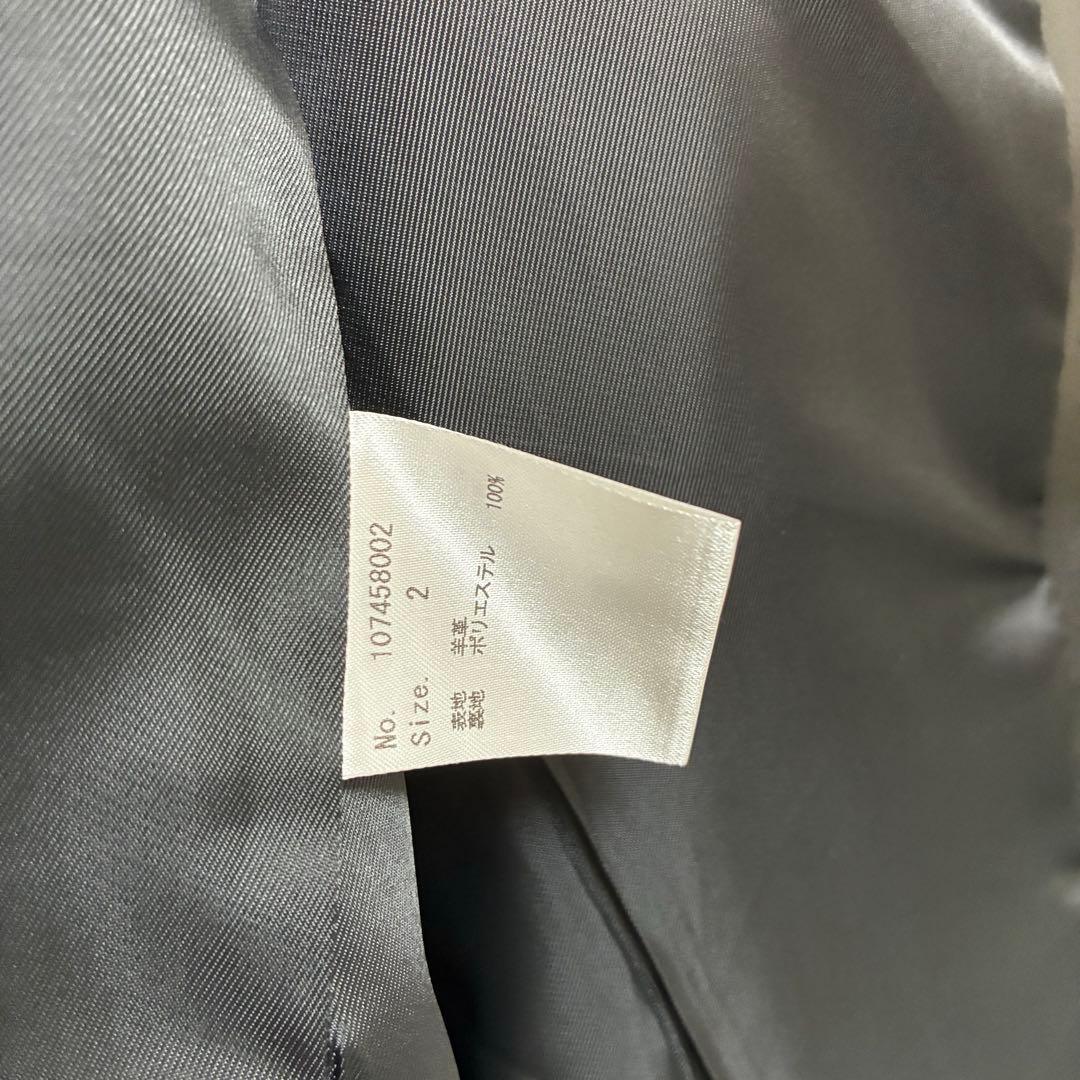 No. 107458002
Size. 2
表地 羊革
裏地 ポリエステル 100%